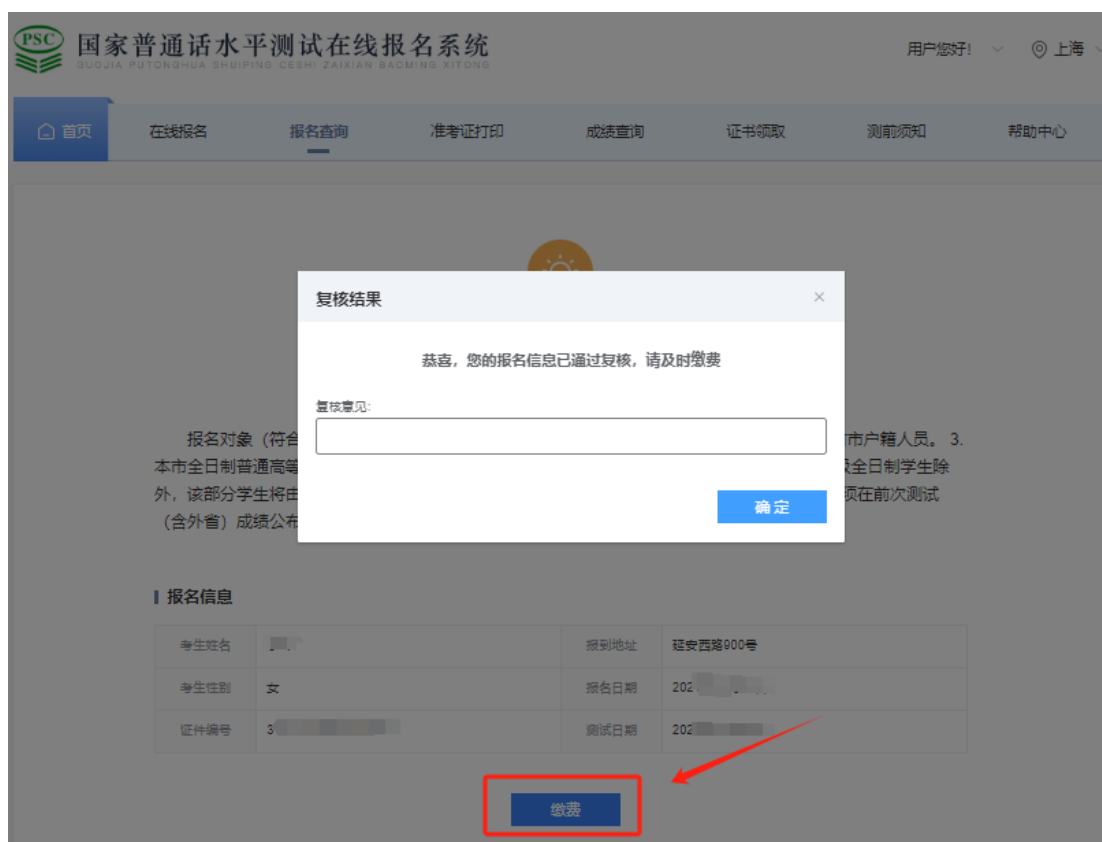 PSC
国家普通话水平测试在线报名系统
GUOJIA PUTONGHUA SHUIPING CESHI ZAIXIAN BAOMING XITONG
用户您好!
上海
首页
在线报名
报名查询
准考证打印
成绩查询
证书领取
测前须知
帮助中心
复核结果
×
恭喜，您的报名信息已通过复核，请及时缴费
复核意见:
确定
报名对象（符合
市户籍人员。 3.
本市全日制普通高等
全日制学生除
外，该部分学生将由
须在前次测试
（含外省）成绩公布
报名信息
考生姓名
报到地址 延安西路900号
考生性别 女 报名日期 202
证件编号 3 测试日期 202
缴费